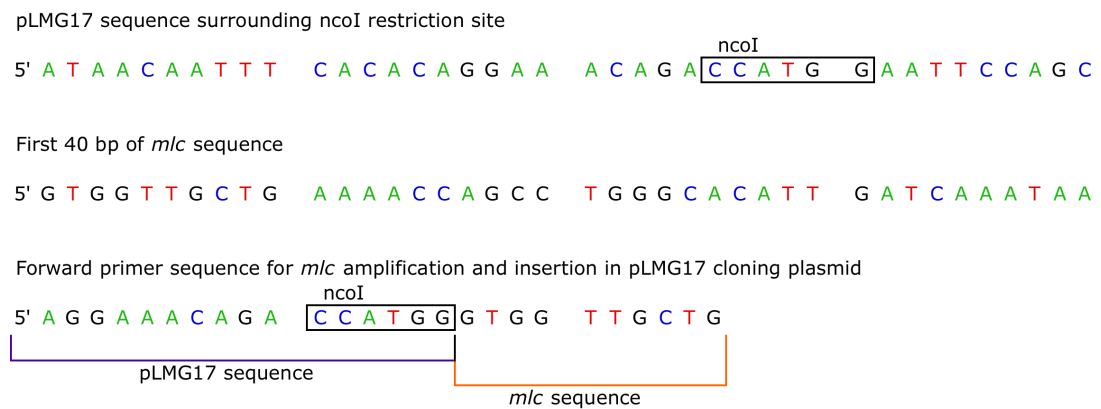 pLMG17 sequence surrounding ncoI restriction site
ncoI
5' A T A A C A A T T T C A C A C A G G A A A C A G A C C A T G G A A T T C C A G C
First 40 bp of mlc sequence
5' G T G G T T G C T G A A A A C C A G C C T G G G C A C A T T G A T C A A A T A A
Forward primer sequence for mlc amplification and insertion in pLMG17 cloning plasmid
ncoI
5' A G G A A A C A G A C C A T G G G T G G T T G C T G
pLMG17 sequence
mlc sequence